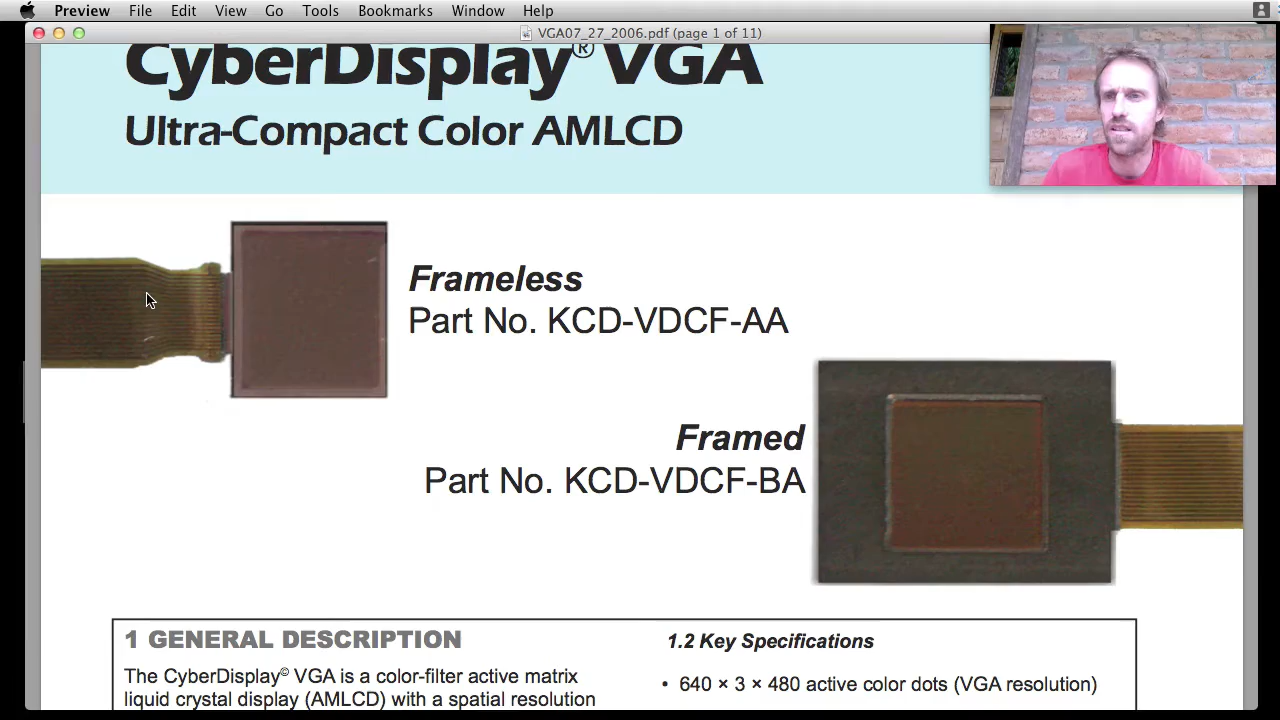 Preview File Edit View Go Tools Bookmarks Window Help
VGA07_27_2006.pdf (page 1 of 11)
CyberDisplay® VGA
Ultra-Compact Color AMLCD
Frameless
Part No. KCD-VDCF-AA
Framed
Part No. KCD-VDCF-BA
1 GENERAL DESCRIPTION
The CyberDisplay© VGA is a color-filter active matrix
liquid crystal display (AMLCD) with a spatial resolution
1.2 Key Specifications
• 640 × 3 × 480 active color dots (VGA resolution)